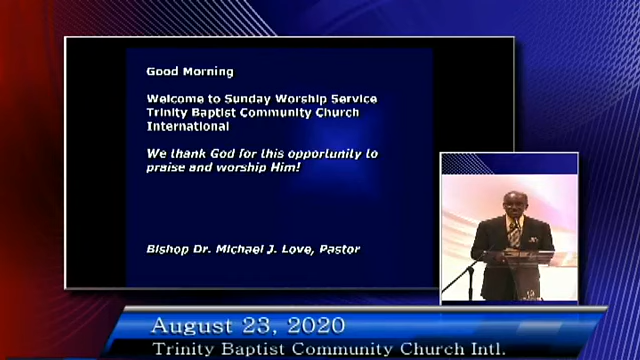 Good Morning
Welcome to Sunday Worship Service
Trinity Baptist Community Church
International
We thank God for this opportunity to
praise and worship Him!
Bishop Dr. Michael J. Love, Pastor
August 23, 2020
Trinity Baptist Community Church Intl.